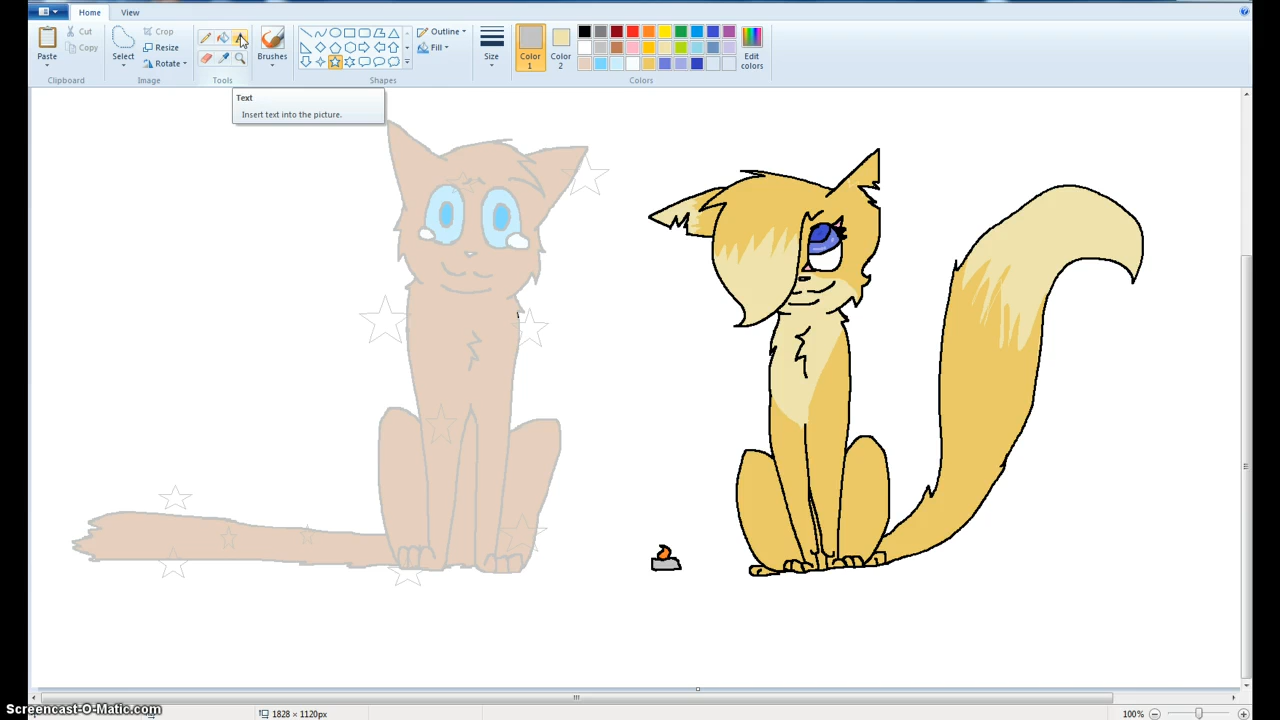 Home View
Cut
Copy
Paste
Clipboard
Crop
Resize
Rotate
Select
Image
Tools
Brushes
Outline
Fill
Shapes
Size
Color
1
Color
2
Edit
colors
Colors
Text
Insert text into the picture.
Screencast-O-Matic.com
1828 × 1120px
100%